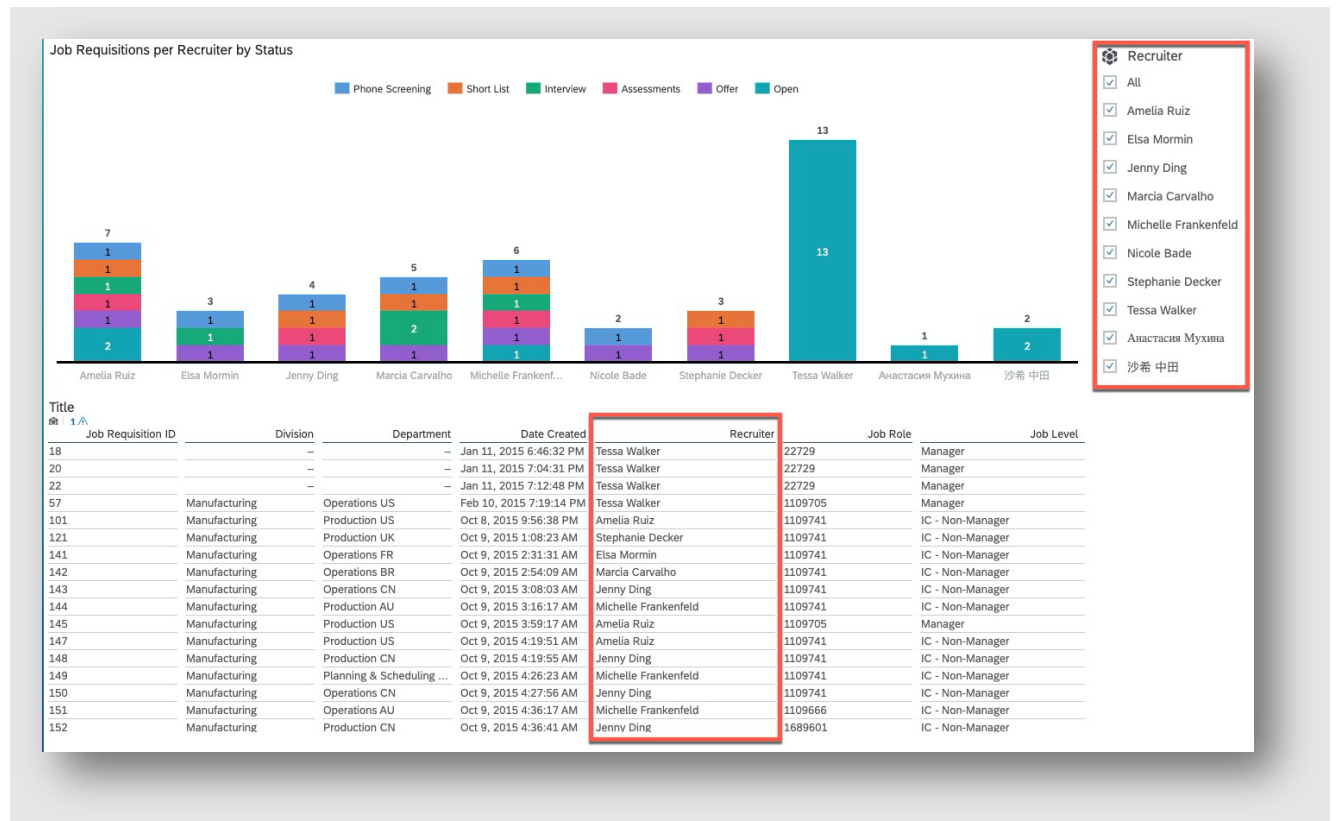 Job Requisitions per Recruiter by Status
Phone Screening Short List Interview Assessments Offer Open
7
1
1
1
1
1
2
3
1
1
1
4
1
1
1
1
5
1
1
2
1
6
1
1
1
1
1
1
2
1
1
3
1
1
1
13
13
1
1
2
2
Amelia Ruiz Elsa Mormin Jenny Ding Marcia Carvalho Michelle Frankenf... Nicole Bade Stephanie Decker Tessa Walker Анастасия Мухина 沙希 中田
Recruiter
All
Amelia Ruiz
Elsa Mormin
Jenny Ding
Marcia Carvalho
Michelle Frankenfeld
Nicole Bade
Stephanie Decker
Tessa Walker
Анастасия Мухина
沙希 中田
Title
1
Job Requisition ID Division Department Date Created Recruiter Job Role Job Level
18 – – Jan 11, 2015 6:46:32 PM Tessa Walker 22729 Manager
20 – – Jan 11, 2015 7:04:31 PM Tessa Walker 22729 Manager
22 – – Jan 11, 2015 7:12:48 PM Tessa Walker 22729 Manager
57 Manufacturing Operations US Feb 10, 2015 7:19:14 PM Tessa Walker 1109705 Manager
101 Manufacturing Production US Oct 8, 2015 9:56:38 PM Amelia Ruiz 1109741 IC - Non-Manager
121 Manufacturing Production UK Oct 9, 2015 1:08:23 AM Stephanie Decker 1109741 IC - Non-Manager
141 Manufacturing Operations FR Oct 9, 2015 2:31:31 AM Elsa Mormin 1109741 IC - Non-Manager
142 Manufacturing Operations BR Oct 9, 2015 2:54:09 AM Marcia Carvalho 1109741 IC - Non-Manager
143 Manufacturing Operations CN Oct 9, 2015 3:08:03 AM Jenny Ding 1109741 IC - Non-Manager
144 Manufacturing Production AU Oct 9, 2015 3:16:17 AM Michelle Frankenfeld 1109741 IC - Non-Manager
145 Manufacturing Production US Oct 9, 2015 3:59:17 AM Amelia Ruiz 1109705 Manager
147 Manufacturing Production US Oct 9, 2015 4:19:51 AM Amelia Ruiz 1109741 IC - Non-Manager
148 Manufacturing Production CN Oct 9, 2015 4:19:55 AM Jenny Ding 1109741 IC - Non-Manager
149 Manufacturing Planning & Scheduling ... Oct 9, 2015 4:26:23 AM Michelle Frankenfeld 1109741 IC - Non-Manager
150 Manufacturing Operations CN Oct 9, 2015 4:27:56 AM Jenny Ding 1109741 IC - Non-Manager
151 Manufacturing Operations AU Oct 9, 2015 4:36:17 AM Michelle Frankenfeld 1109666 IC - Non-Manager
152 Manufacturing Production CN Oct 9, 2015 4:36:41 AM Jenny Ding 1689601 IC - Non-Manager